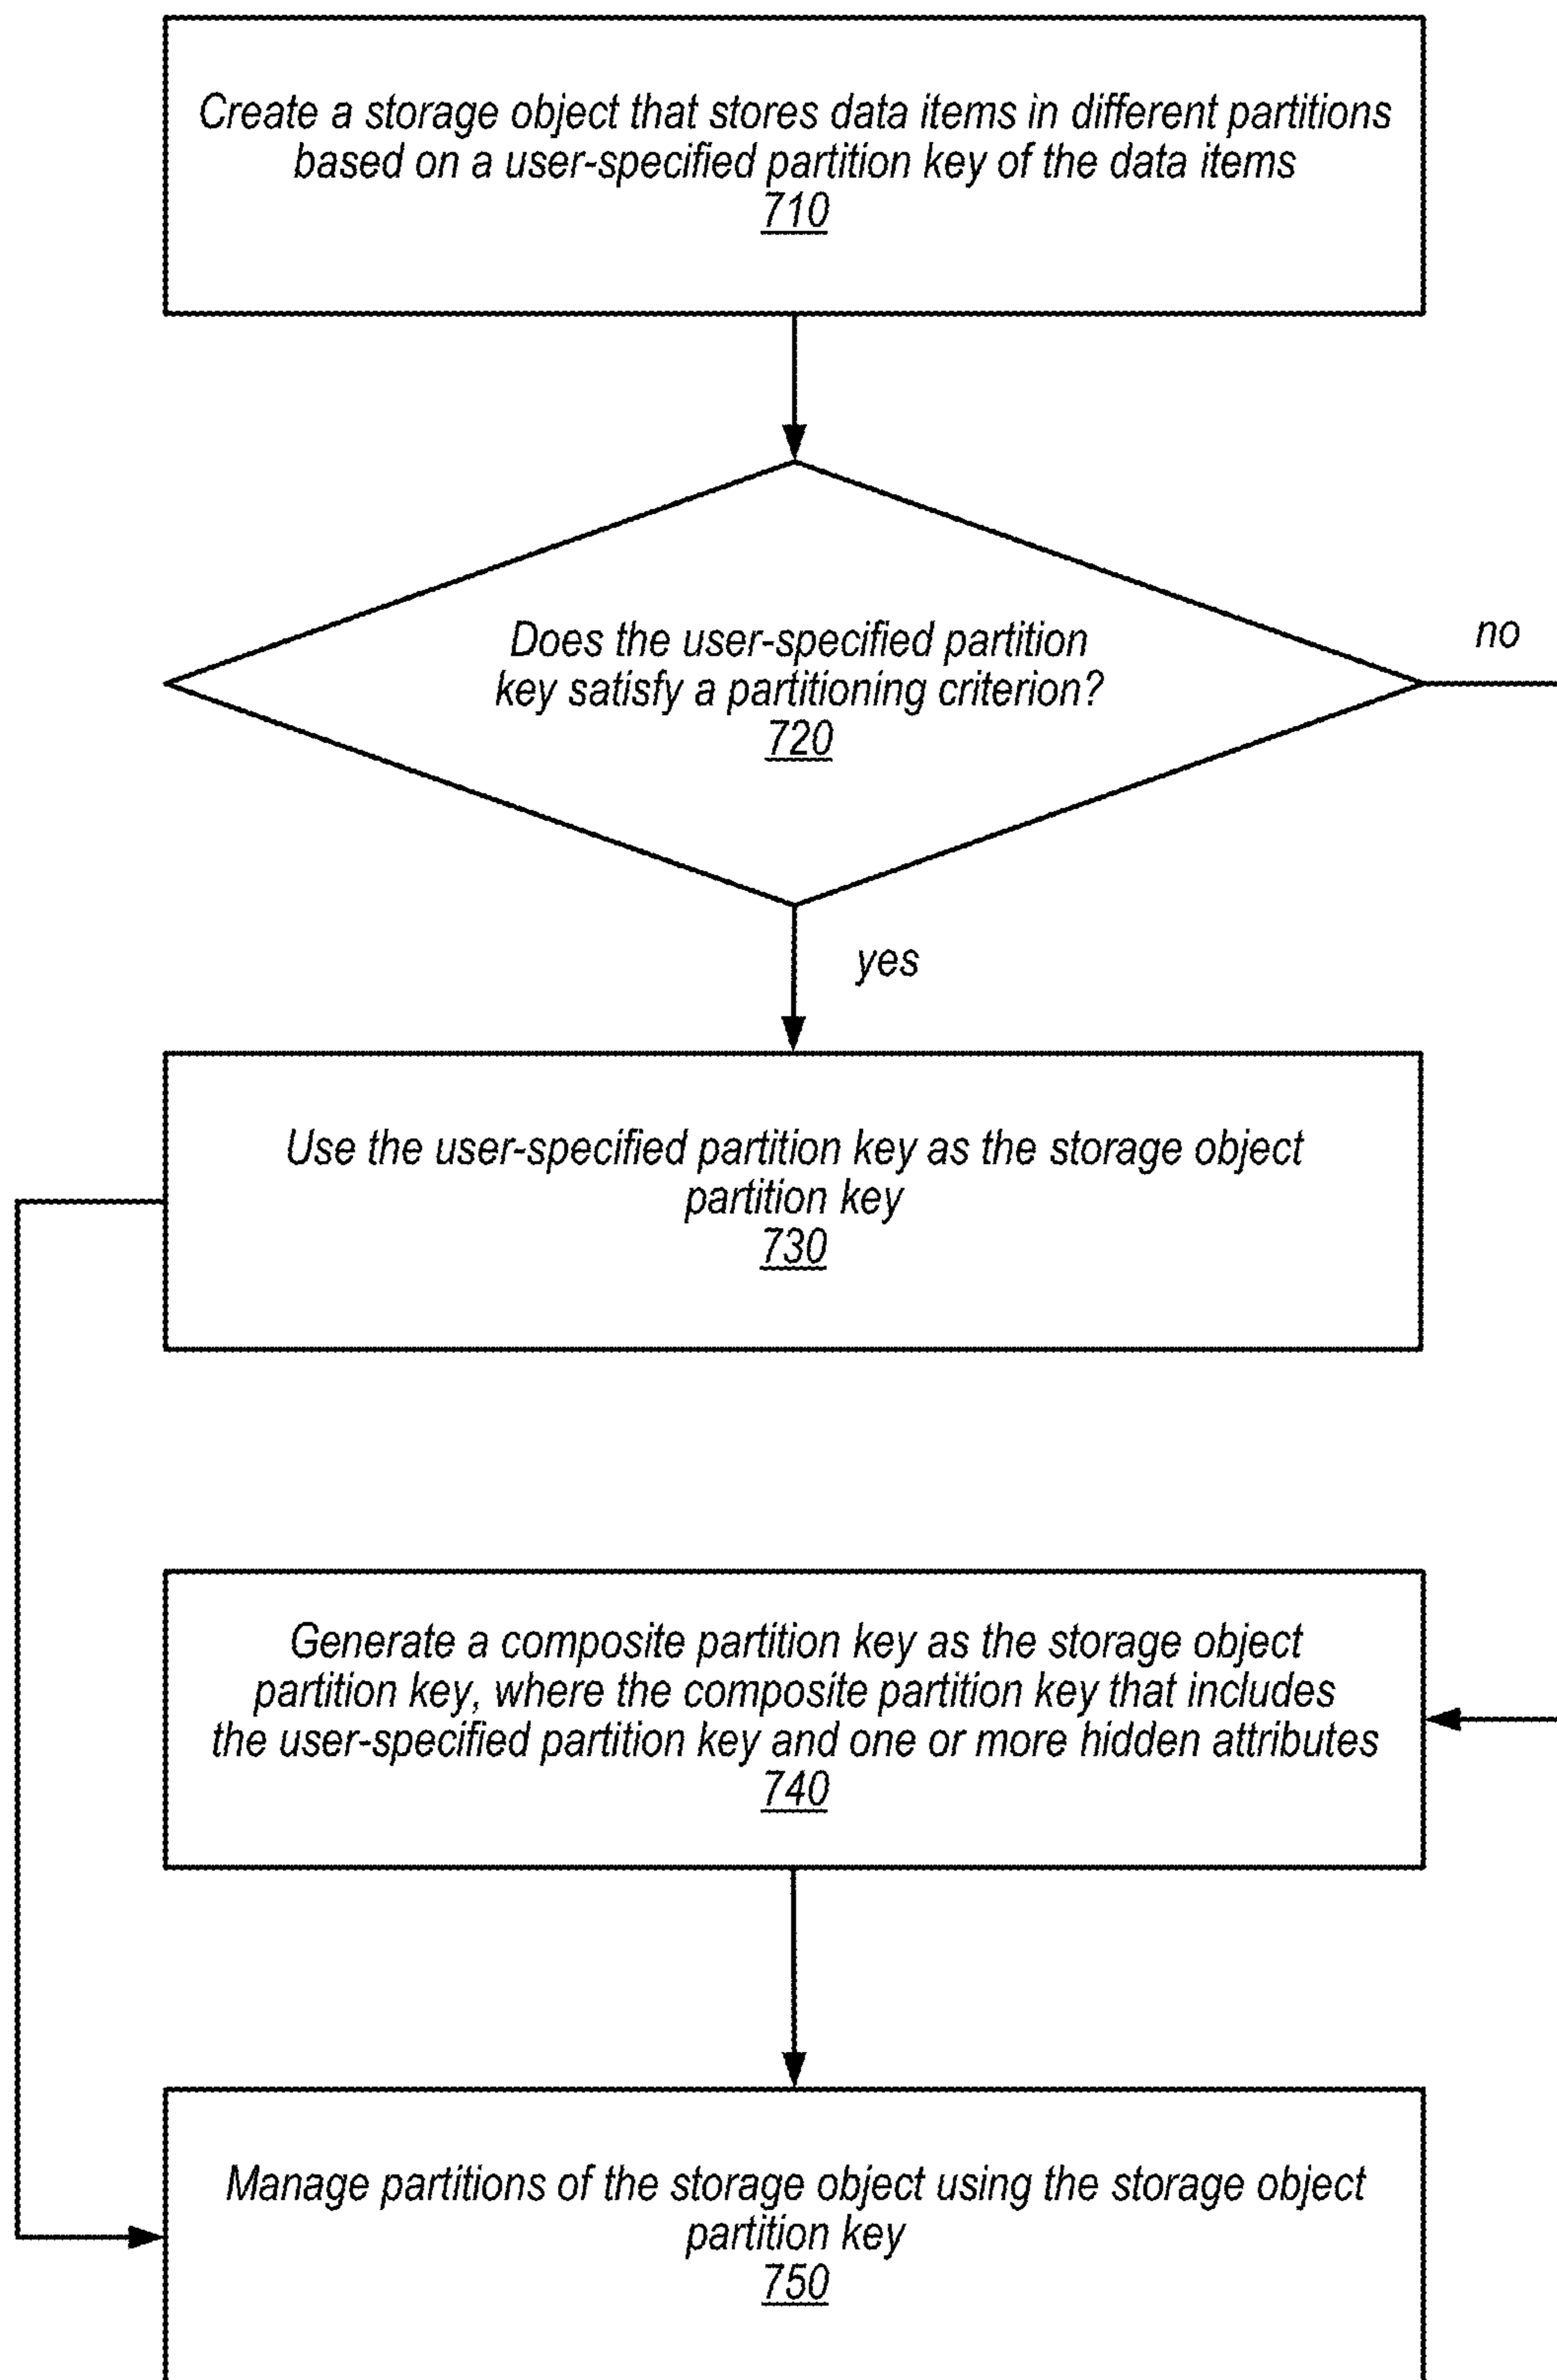 Create a storage object that stores data items in different partitions
based on a user-specified partition key of the data items
710
Does the user-specified partition
key satisfy a partitioning criterion?
720
no
yes
Use the user-specified partition key as the storage object
partition key
730
Generate a composite partition key as the storage object
partition key, where the composite partition key that includes
the user-specified partition key and one or more hidden attributes
740
Manage partitions of the storage object using the storage object
partition key
750